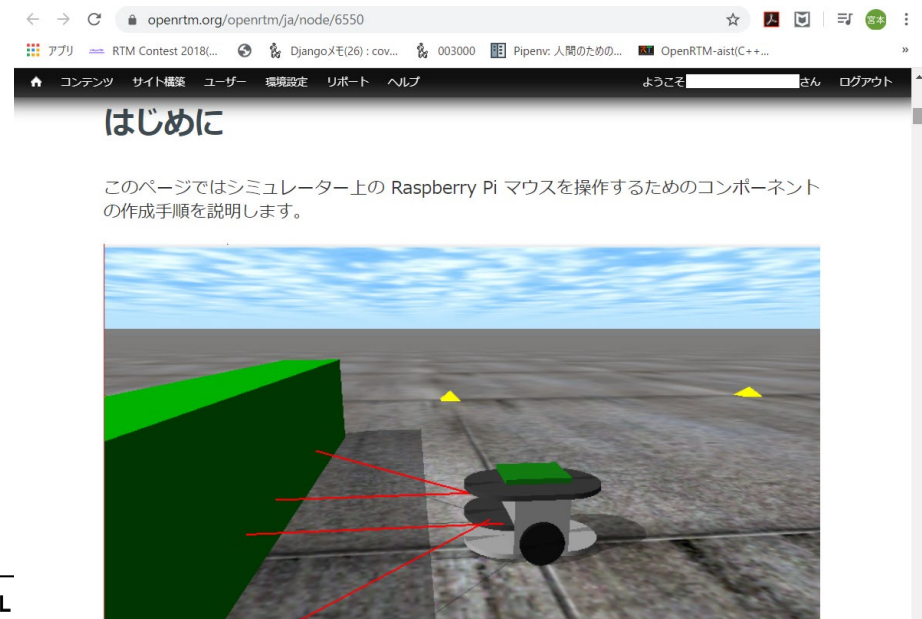 openrtm.org/openrtm/ja/node/6550
宮本
アプリ RTM Contest 2018(... Djangoメモ(26) : cov... 003000 Pipenv: 人間のための... OpenRTM-aist(C++... »
コンテンツ サイト構築 ユーザー 環境設定 リポート ヘルプ ようこそ さん ログアウト
はじめに
このページではシミュレーター上の Raspberry Pi マウスを操作するためのコンポーネント
の作成手順を説明します。
L